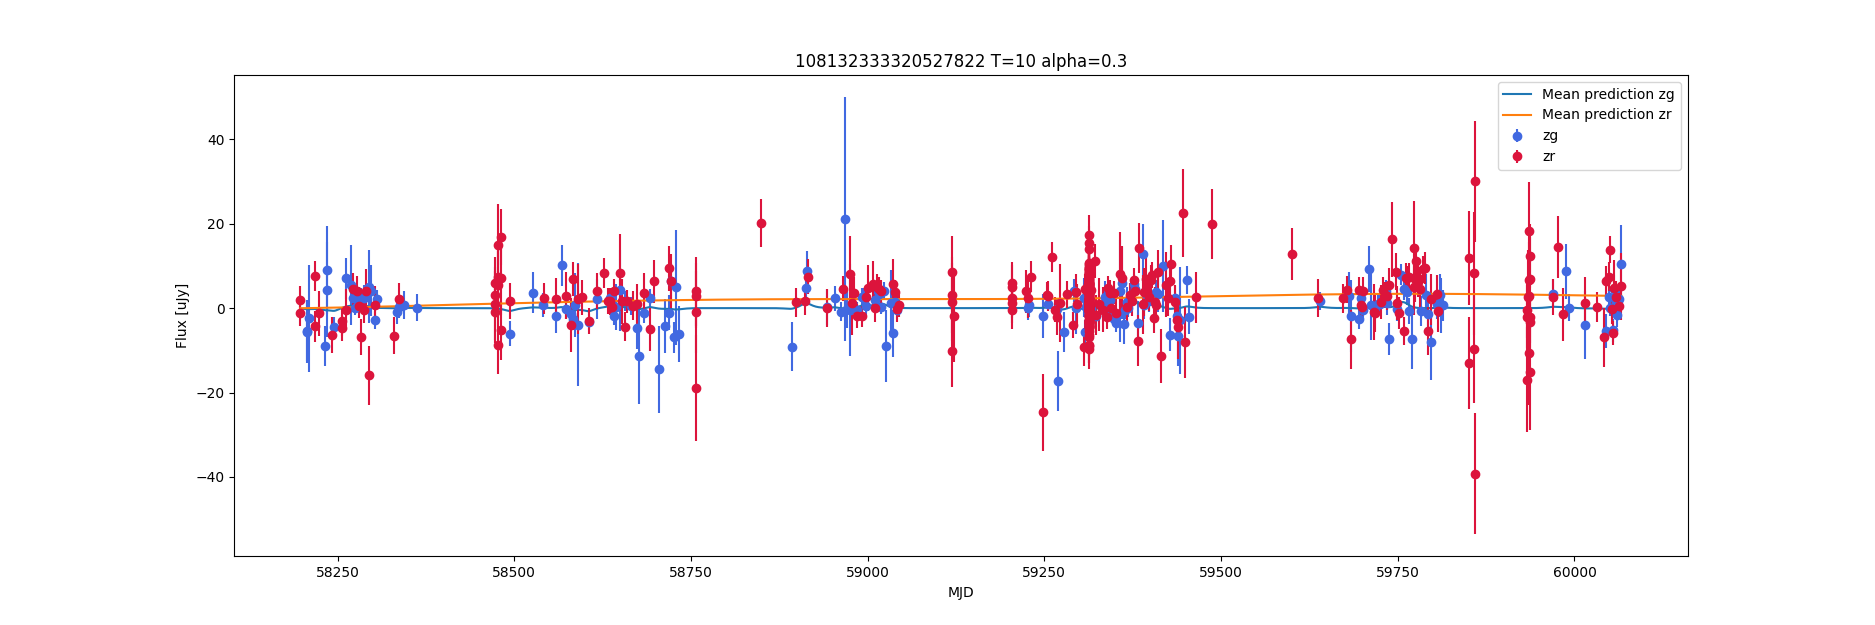 108132333320527822 T=10 alpha=0.3
Mean prediction zg
Mean prediction zr
zg
zr
Flux [uJy]
40
20
0
−20
−40
58250 58500 58750 59000 59250 59500 59750 60000
MJD